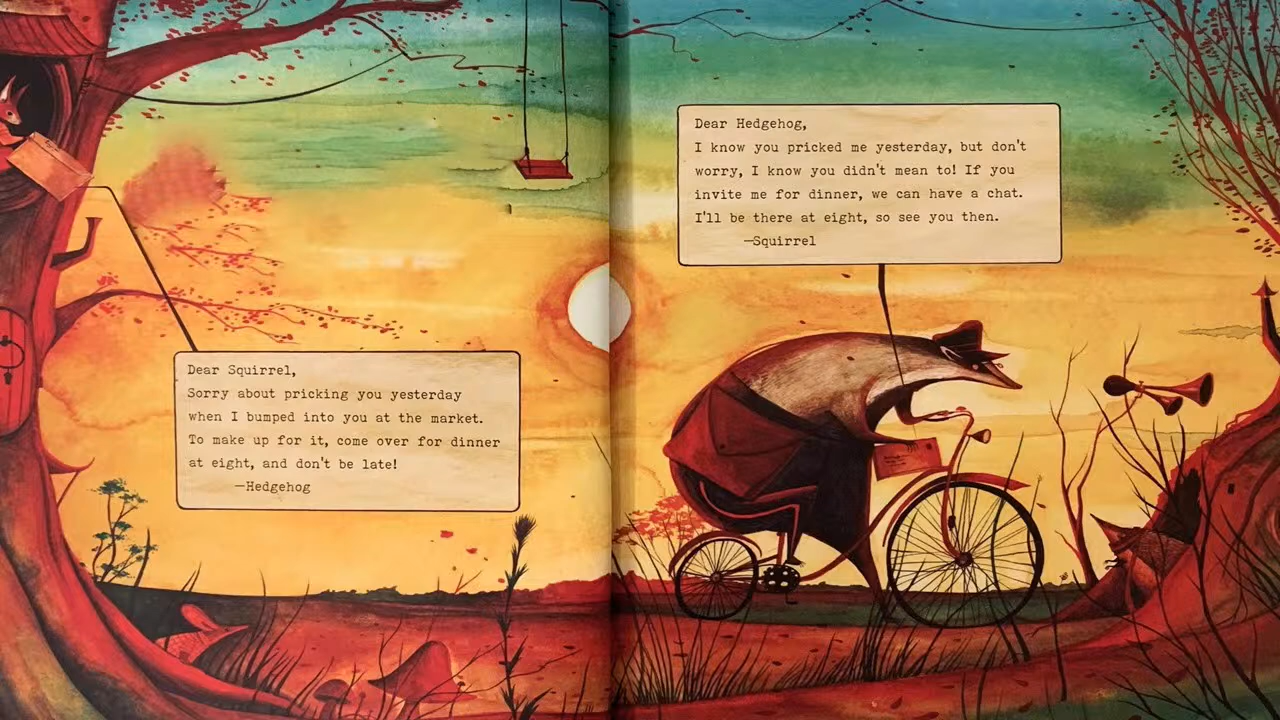 Dear Squirrel,
Sorry about pricking you yesterday
when I bumped into you at the market.
To make up for it, come over for dinner
at eight, and don't be late!
—Hedgehog
Dear Hedgehog,
I know you pricked me yesterday, but don't
worry, I know you didn't mean to! If you
invite me for dinner, we can have a chat.
I'll be there at eight, so see you then.
—Squirrel